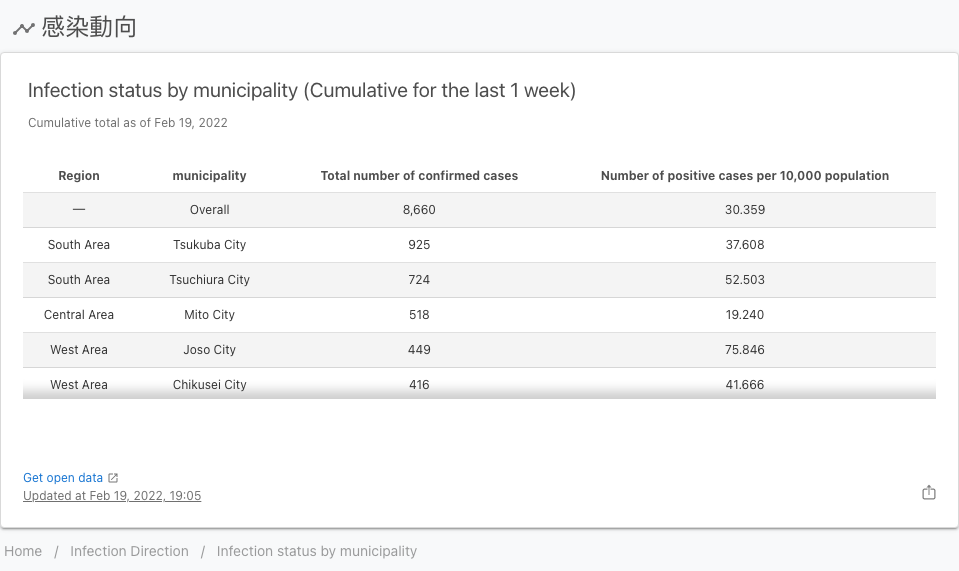 感染動向
Infection status by municipality (Cumulative for the last 1 week)
Cumulative total as of Feb 19, 2022
Region municipality Total number of confirmed cases Number of positive cases per 10,000 population
— Overall 8,660 30.359
South Area Tsukuba City 925 37.608
South Area Tsuchiura City 724 52.503
Central Area Mito City 518 19.240
West Area Joso City 449 75.846
West Area Chikusei City 416 41.666
Get open data
Updated at Feb 19, 2022, 19:05
Home / Infection Direction / Infection status by municipality